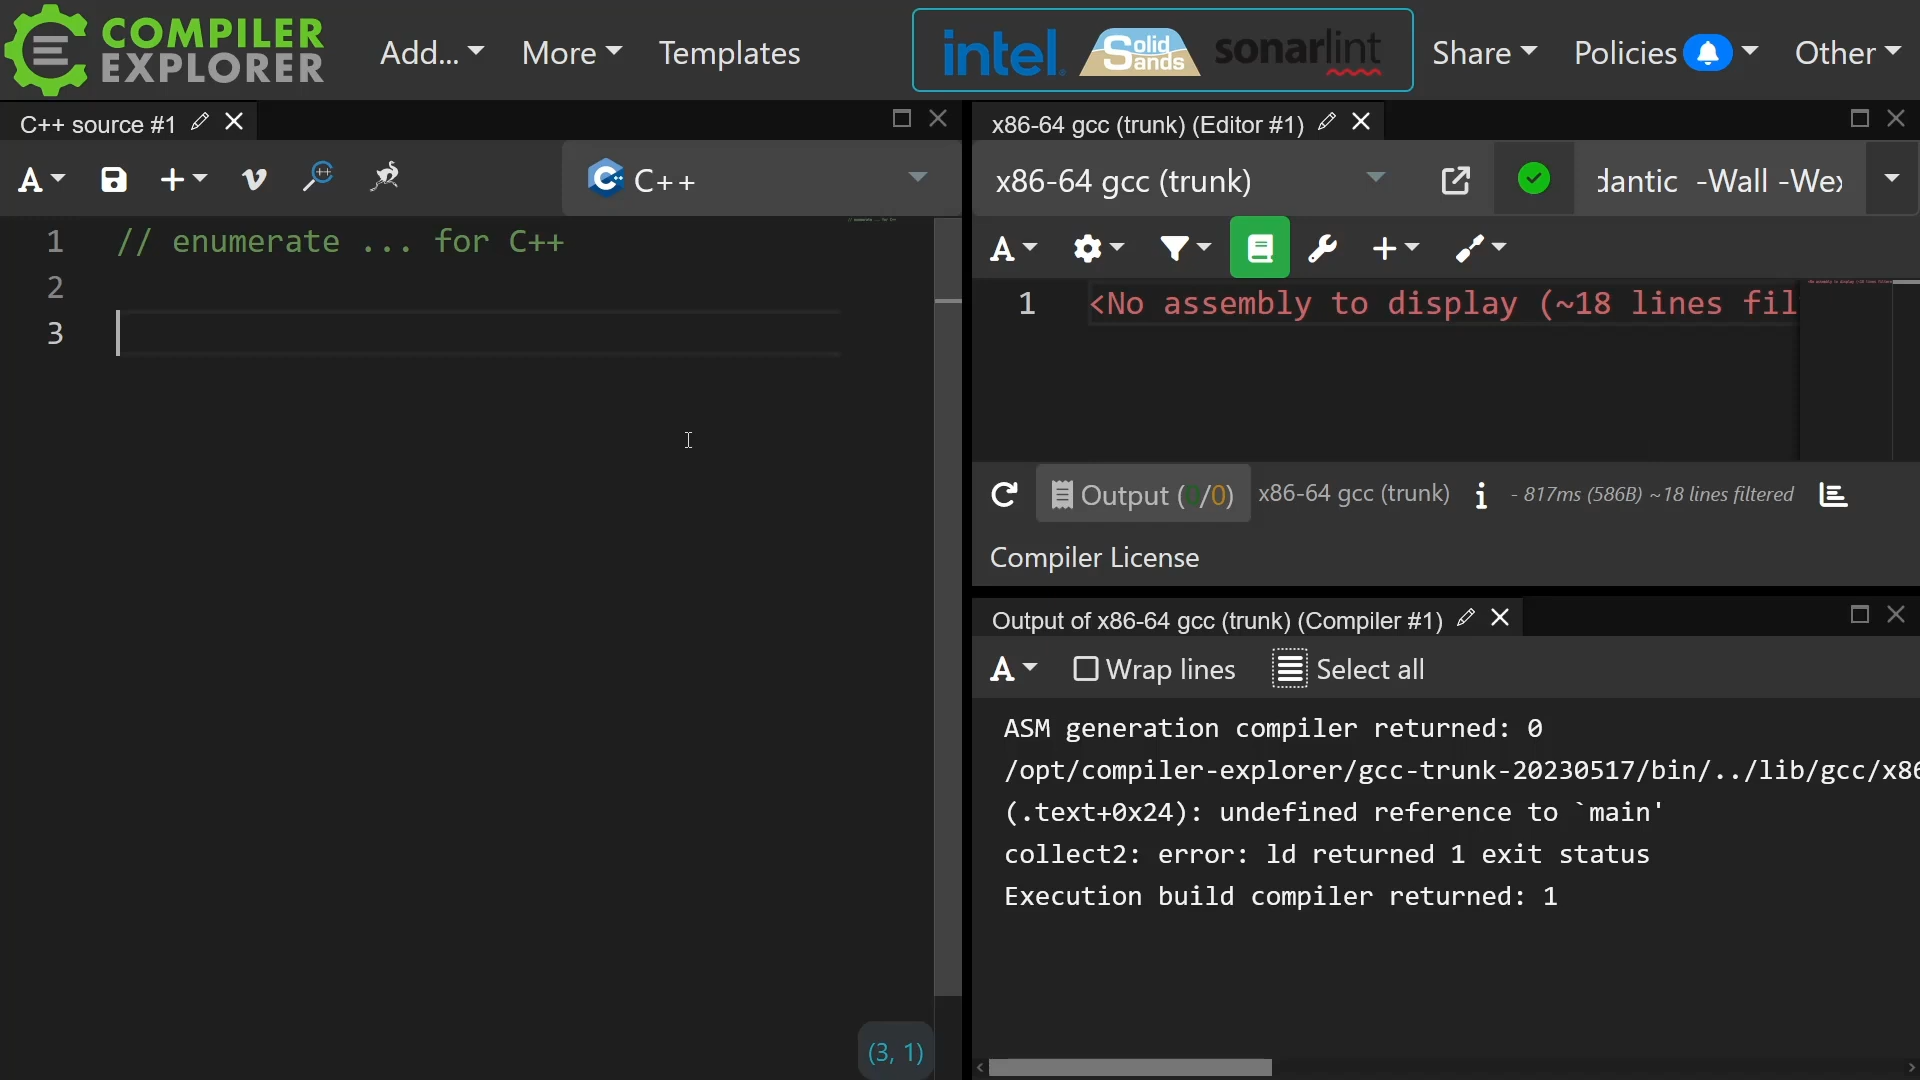 COMPILER
EXPLORER
Add...
More
Templates
intel.
Solid
Sands
sonarlint
Share
Policies
Other
C++ source #1
x86-64 gcc (trunk) (Editor #1)
A
C++
x86-64 gcc (trunk)
dantic -Wall -Wex
1 // enumerate ... for C++
2
3
A
1 <No assembly to display (~18 lines fil
Output (0/0)
x86-64 gcc (trunk)
- 817ms (586B) ~18 lines filtered
Compiler License
Output of x86-64 gcc (trunk) (Compiler #1)
A
Wrap lines
Select all
ASM generation compiler returned: 0
/opt/compiler-explorer/gcc-trunk-20230517/bin/../lib/gcc/x86
(.text+0x24): undefined reference to `main'
collect2: error: ld returned 1 exit status
Execution build compiler returned: 1
(3, 1)